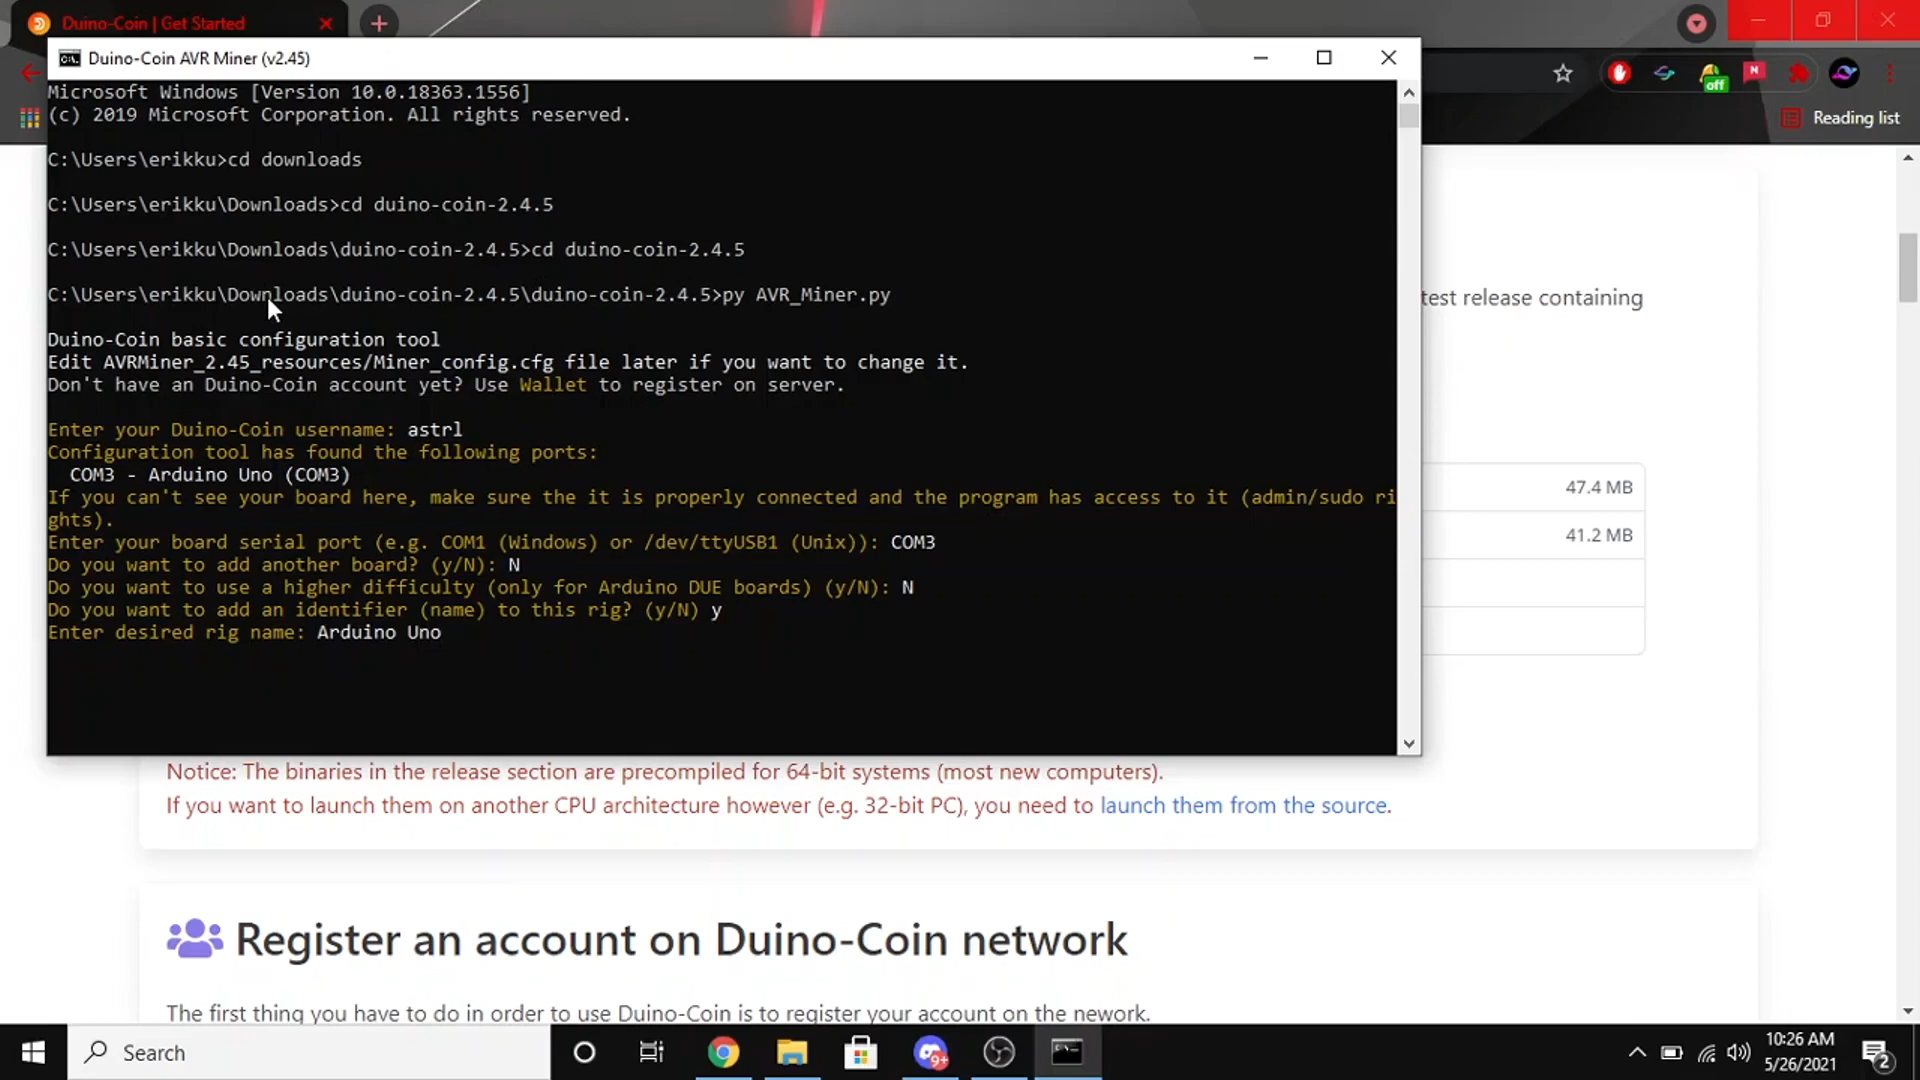 Duino-Coin | Get Started
Duino-Coin AVR Miner (v2.45)
off
Reading list
Microsoft Windows [Version 10.0.18363.1556]
(c) 2019 Microsoft Corporation. All rights reserved.
C:\Users\erikku>cd downloads
C:\Users\erikku\Downloads>cd duino-coin-2.4.5
C:\Users\erikku\Downloads\duino-coin-2.4.5>cd duino-coin-2.4.5
C:\Users\erikku\Downloads\duino-coin-2.4.5\duino-coin-2.4.5>py AVR_Miner.py
test release containing
Duino-Coin basic configuration tool
Edit AVRMiner_2.45_resources/Miner_config.cfg file later if you want to change it.
Don't have an Duino-Coin account yet? Use Wallet to register on server.
Enter your Duino-Coin username: astrl
Configuration tool has found the following ports:
COM3 - Arduino Uno (COM3)
If you can't see your board here, make sure the it is properly connected and the program has access to it (admin/sudo ri
ghts).
47.4 MB
Enter your board serial port (e.g. COM1 (Windows) or /dev/ttyUSB1 (Unix)): COM3
41.2 MB
Do you want to add another board? (y/N): N
Do you want to use a higher difficulty (only for Arduino DUE boards) (y/N): N
Do you want to add an identifier (name) to this rig? (y/N) y
Enter desired rig name: Arduino Uno
Notice: The binaries in the release section are precompiled for 64-bit systems (most new computers).
If you want to launch them on another CPU architecture however (e.g. 32-bit PC), you need to launch them from the source.
Register an account on Duino-Coin network
The first thing you have to do in order to use Duino-Coin is to register your account on the nework.
Search
9+
10:26 AM
5/26/2021
2